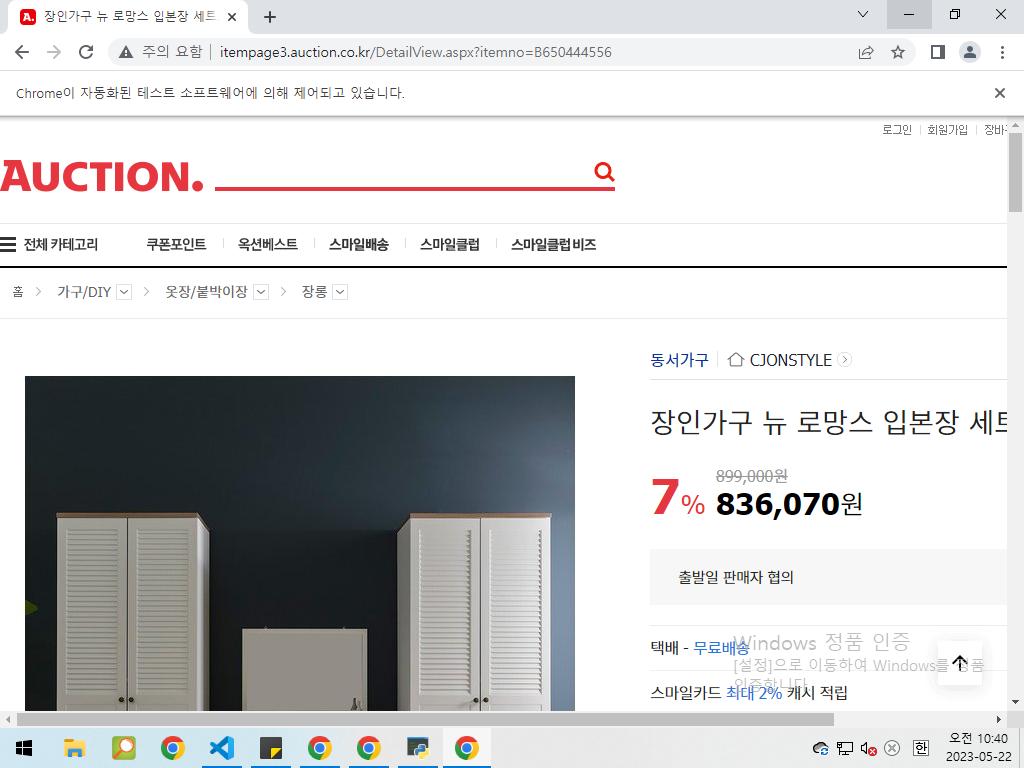 장인가구 뉴 로망스 입본장 세트
주의 요함
itempage3.auction.co.kr/DetailView.aspx?itemno=B650444556
Chrome이 자동화된 테스트 소프트웨어에 의해 제어되고 있습니다.
로그인 회원가입 장바
AUCTION.
전체 카테고리 쿠폰포인트 옥션베스트 스마일배송 스마일클럽 스마일클럽 비즈
홈 가구/DIY 옷장/붙박이장 장롱
동서가구 CJONSTYLE
장인가구 뉴 로망스 입본장 세트
899,000원
7% 836,070원
출발일 판매자 협의
택배 - 무료배송
Windows 정품 인증
[설정]으로 이동하여 Windows를 정품
인증합니다.
스마일카드 최대 2% 캐시 적립
한
오전 10:40
2023-05-22